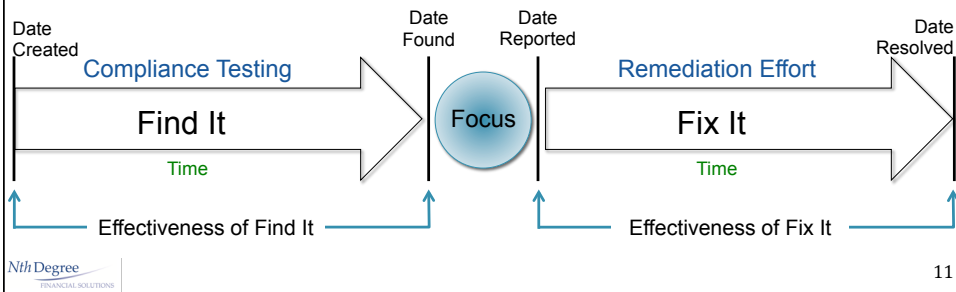 Date
Created
Date
Found
Date
Reported
Date
Resolved
Compliance Testing
Remediation Effort
Find It
Focus
Fix It
Time
Time
Effectiveness of Find It
Effectiveness of Fix It
Nth Degree
FINANCIAL SOLUTIONS
11